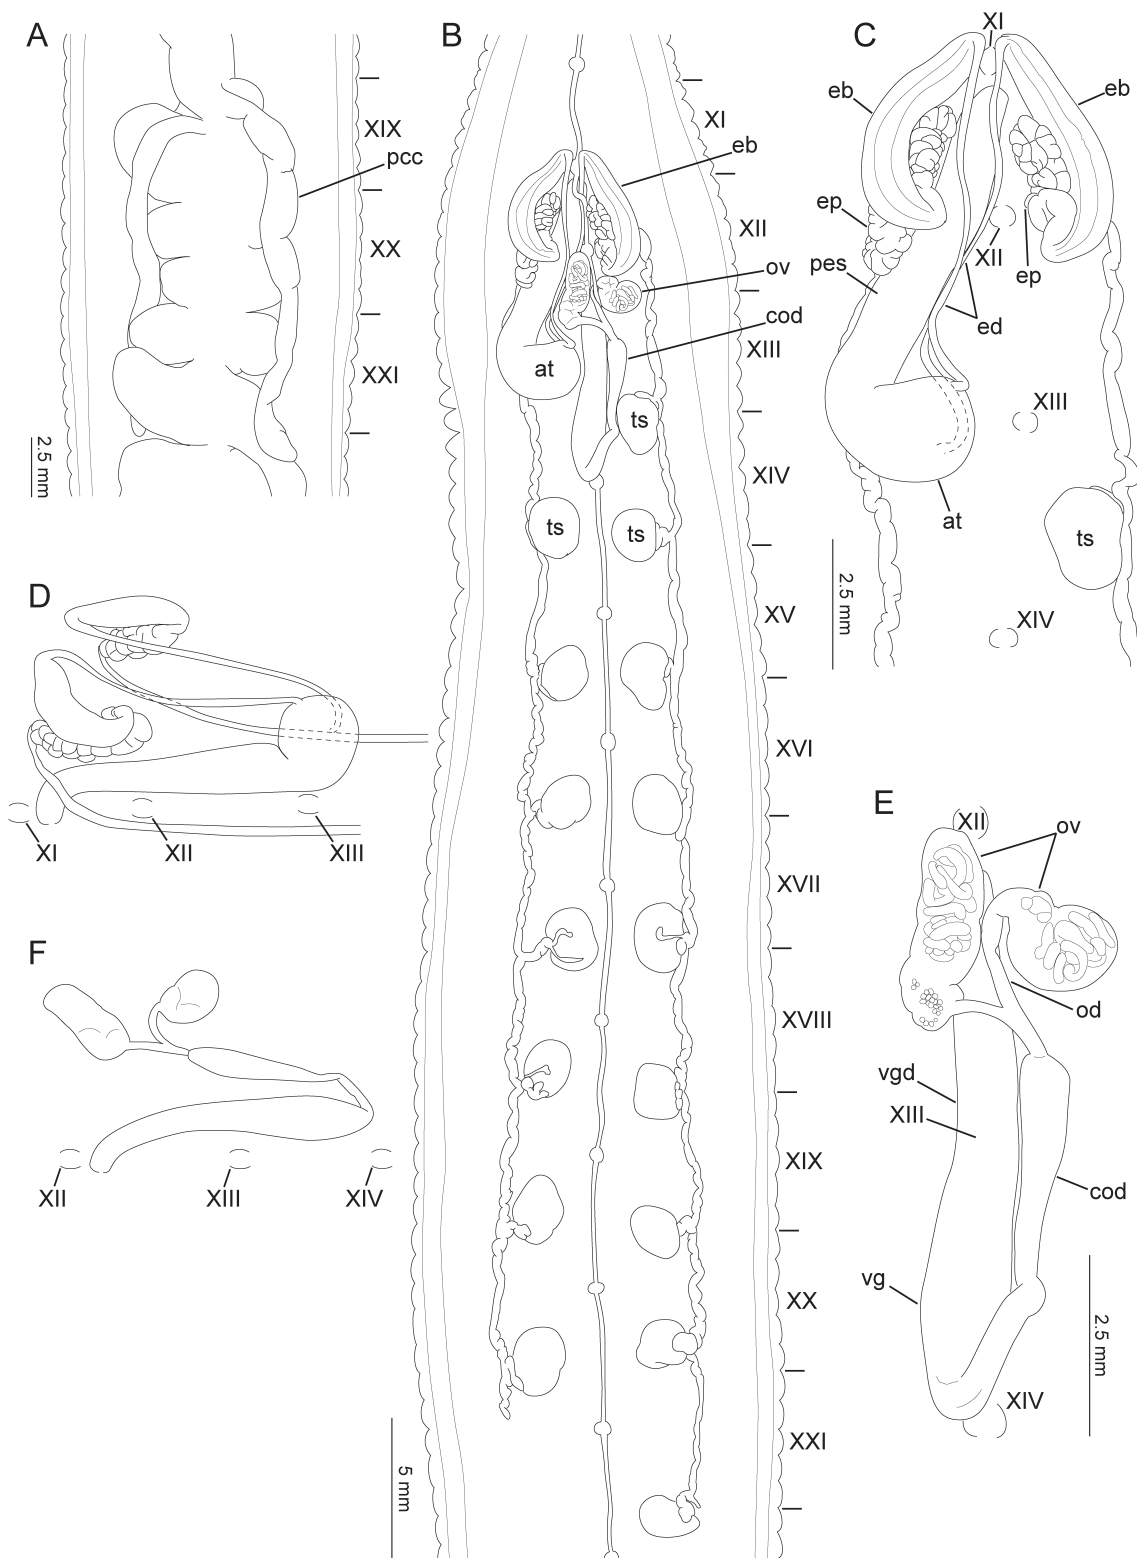 A
XIX
pcc
XX
XXI
2.5 mm
B
XI
eb
XII
ov
cod
XIII
at
ts
XIV
ts
ts
XV
XVI
XVII
XVIII
XIX
XX
XXI
5 mm
C
XI
eb
eb
ep
XII
ep
pes
ed
XIII
at
ts
2.5 mm
XIV
D
XI
XII
XIII
E
XII
ov
od
vgd
XIII
cod
vg
2.5 mm
XIV
F
XII
XIII
XIV